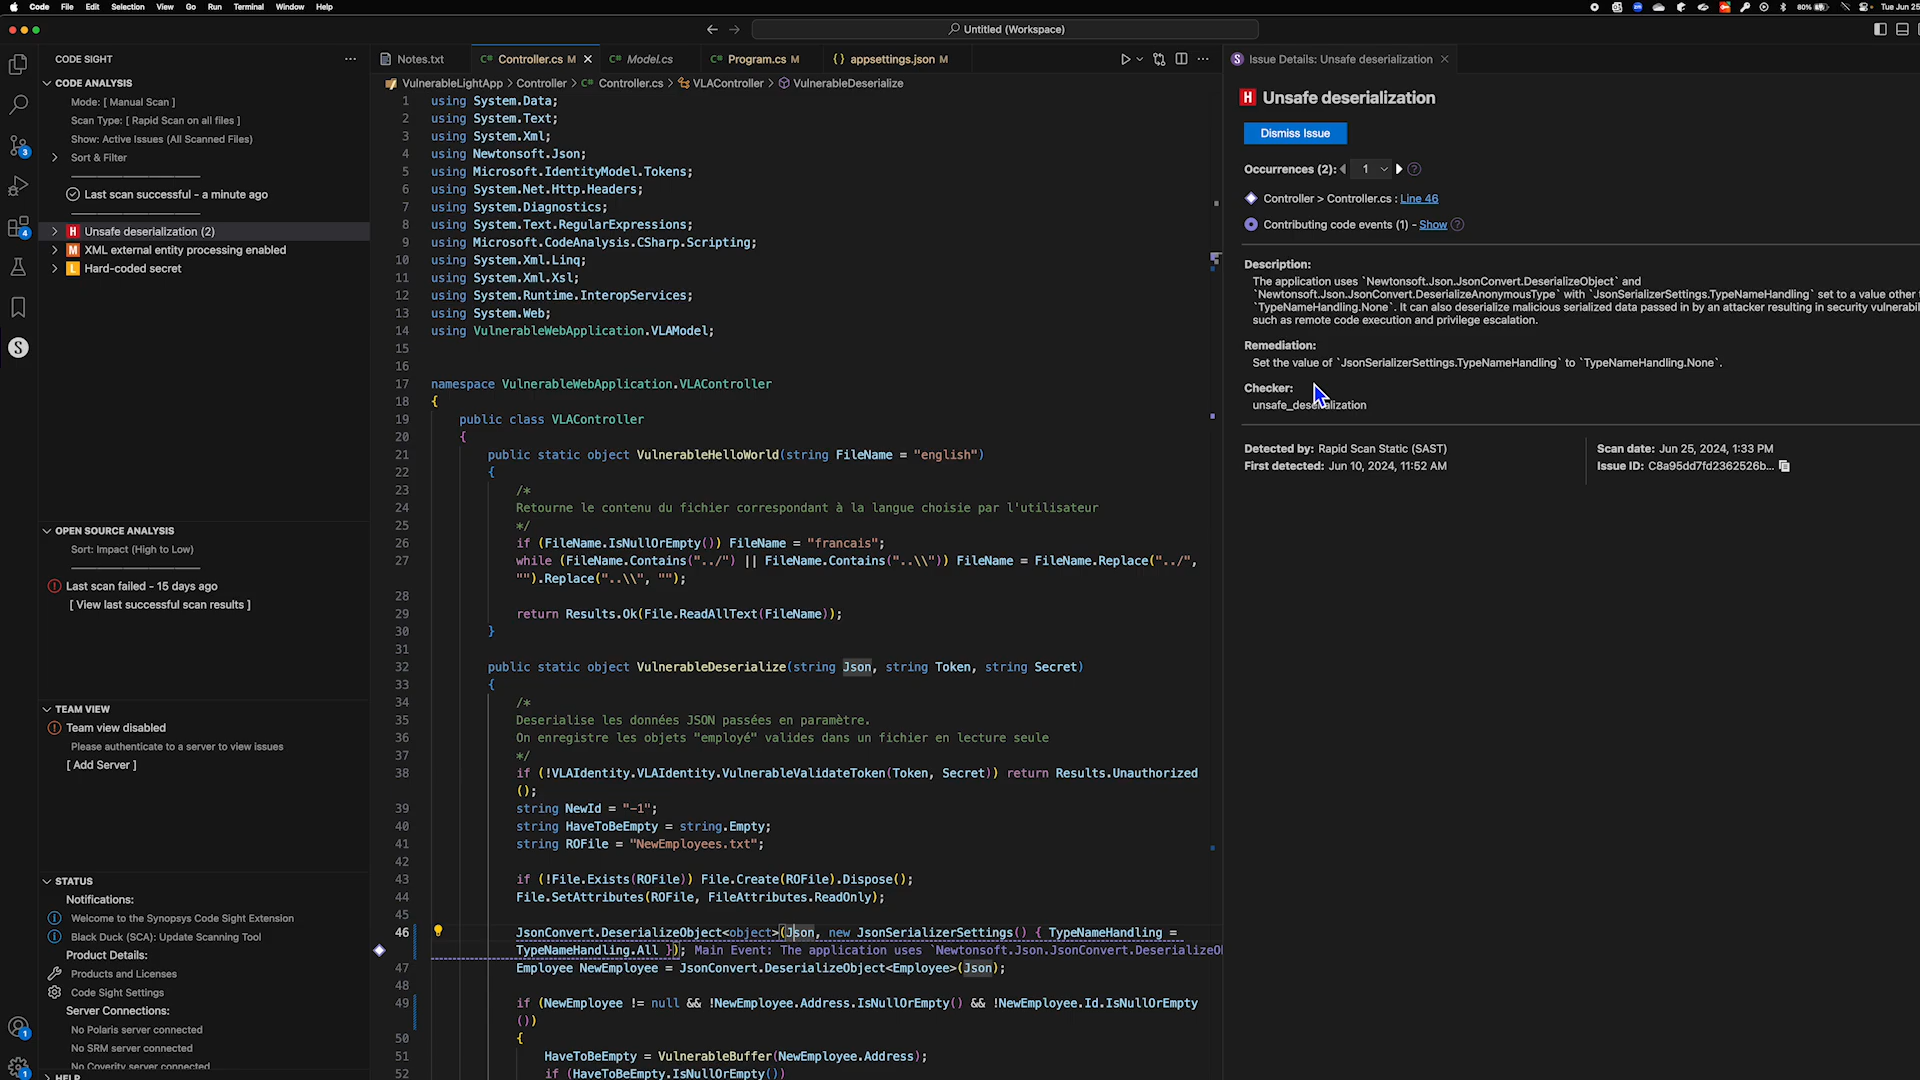 Code File Edit Selection View Go Run Terminal Window Help
80% Tue Jun 25
Untitled (Workspace)
CODE SIGHT
CODE ANALYSIS
Mode: [ Manual Scan ]
Scan Type: [ Rapid Scan on all files ]
Show: Active Issues (All Scanned Files)
Sort & Filter
Last scan successful - a minute ago
H Unsafe deserialization (2)
M XML external entity processing enabled
L Hard-coded secret
OPEN SOURCE ANALYSIS
Sort: Impact (High to Low)
Last scan failed - 15 days ago
[ View last successful scan results ]
TEAM VIEW
Team view disabled
Please authenticate to a server to view issues
[ Add Server ]
STATUS
Notifications:
Welcome to the Synopsys Code Sight Extension
Black Duck (SCA): Update Scanning Tool
Product Details:
Products and Licenses
Code Sight Settings
Server Connections:
No Polaris server connected
No SRM server connected
No Coverity server connected
HELP
3
4
S
1
1
Notes.txt
C# Controller.cs M
C# Model.cs
C# Program.cs M
{} appsettings.json M
VulnerableLightApp > Controller > C# Controller.cs > VLAController > VulnerableDeserialize
1 using System.Data;
2 using System.Text;
3 using System.Xml;
4 using Newtonsoft.Json;
5 using Microsoft.IdentityModel.Tokens;
6 using System.Net.Http.Headers;
7 using System.Diagnostics;
8 using System.Text.RegularExpressions;
9 using Microsoft.CodeAnalysis.CSharp.Scripting;
10 using System.Xml.Linq;
11 using System.Xml.Xsl;
12 using System.Runtime.InteropServices;
13 using System.Web;
14 using VulnerableWebApplication.VLAModel;
15
16
17 namespace VulnerableWebApplication.VLAController
18 {
19 public class VLAController
20 {
21 public static object VulnerableHelloWorld(string FileName = "english")
22 {
23 /*
24 Retourne le contenu du fichier correspondant à la langue choisie par l'utilisateur
25 */
26 if (FileName.IsNullOrEmpty()) FileName = "francais";
27 while (FileName.Contains("../") || FileName.Contains("..\\")) FileName = FileName.Replace("../",
"").Replace("..\\", "");
28
29 return Results.Ok(File.ReadAllText(FileName));
30 }
31
32 public static object VulnerableDeserialize(string Json, string Token, string Secret)
33 {
34 /*
35 Deserialise les données JSON passées en paramètre.
36 On enregistre les objets "employé" valides dans un fichier en lecture seule
37 */
38 if (!VLAIdentity.VLAIdentity.VulnerableValidateToken(Token, Secret)) return Results.Unauthorized
();
39 string NewId = "-1";
40 string HaveToBeEmpty = string.Empty;
41 string ROFile = "NewEmployees.txt";
42
43 if (!File.Exists(ROFile)) File.Create(ROFile).Dispose();
44 File.SetAttributes(ROFile, FileAttributes.ReadOnly);
45
46 JsonConvert.DeserializeObject<object>(Json, new JsonSerializerSettings() { TypeNameHandling =
TypeNameHandling.All }); Main Event: The application uses `Newtonsoft.Json.JsonConvert.DeserializeO
47 Employee NewEmployee = JsonConvert.DeserializeObject<Employee>(Json);
48
49 if (NewEmployee != null && !NewEmployee.Address.IsNullOrEmpty() && !NewEmployee.Id.IsNullOrEmpty
())
50 {
51 HaveToBeEmpty = VulnerableBuffer(NewEmployee.Address);
52 if (HaveToBeEmpty.IsNullOrEmpty())
S Issue Details: Unsafe deserialization
H Unsafe deserialization
Dismiss Issue
Occurrences (2): 1
Controller > Controller.cs : Line 46
Contributing code events (1) - Show
Description:
The application uses `Newtonsoft.Json.JsonConvert.DeserializeObject` and
`Newtonsoft.Json.JsonConvert.DeserializeAnonymousType` with `JsonSerializerSettings.TypeNameHandling` set to a value other
`TypeNameHandling.None`. It can also deserialize malicious serialized data passed in by an attacker resulting in security vulnerabil
such as remote code execution and privilege escalation.
Remediation:
Set the value of `JsonSerializerSettings.TypeNameHandling` to `TypeNameHandling.None`.
Checker:
unsafe_deserialization
Detected by: Rapid Scan Static (SAST)
First detected: Jun 10, 2024, 11:52 AM
Scan date: Jun 25, 2024, 1:33 PM
Issue ID: C8a95dd7fd2362526b...